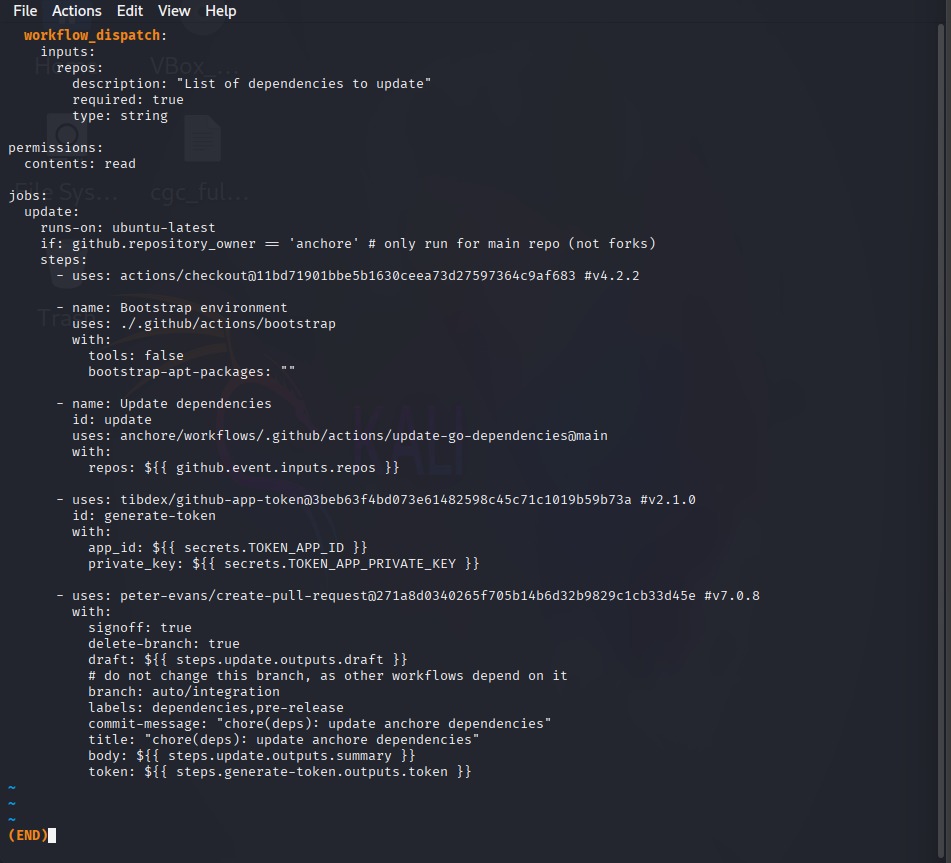 File Actions Edit View Help
  workflow_dispatch:
    inputs:
      repos:
        description: "List of dependencies to update"
        required: true
        type: string

permissions:
  contents: read

jobs:
  update:
    runs-on: ubuntu-latest
    if: github.repository_owner == 'anchore' # only run for main repo (not forks)
    steps:
      - uses: actions/checkout@11bd71901bbe5b1630ceea73d27597364c9af683 #v4.2.2

      - name: Bootstrap environment
        uses: ./.github/actions/bootstrap
        with:
          tools: false
          bootstrap-apt-packages: ""

      - name: Update dependencies
        id: update
        uses: anchore/workflows/.github/actions/update-go-dependencies@main
        with:
          repos: ${{ github.event.inputs.repos }}

      - uses: tibdex/github-app-token@3beb63f4bd073e61482598c45c71c1019b59b73a #v2.1.0
        id: generate-token
        with:
          app_id: ${{ secrets.TOKEN_APP_ID }}
          private_key: ${{ secrets.TOKEN_APP_PRIVATE_KEY }}

      - uses: peter-evans/create-pull-request@271a8d0340265f705b14b6d32b9829c1cb33d45e #v7.0.8
        with:
          signoff: true
          delete-branch: true
          draft: ${{ steps.update.outputs.draft }}
          # do not change this branch, as other workflows depend on it
          branch: auto/integration
          labels: dependencies,pre-release
          commit-message: "chore(deps): update anchore dependencies"
          title: "chore(deps): update anchore dependencies"
          body: ${{ steps.update.outputs.summary }}
          token: ${{ steps.generate-token.outputs.token }}
~
~
~
(END)
VBox_...
File Sys...
cgc_ful...
KALI